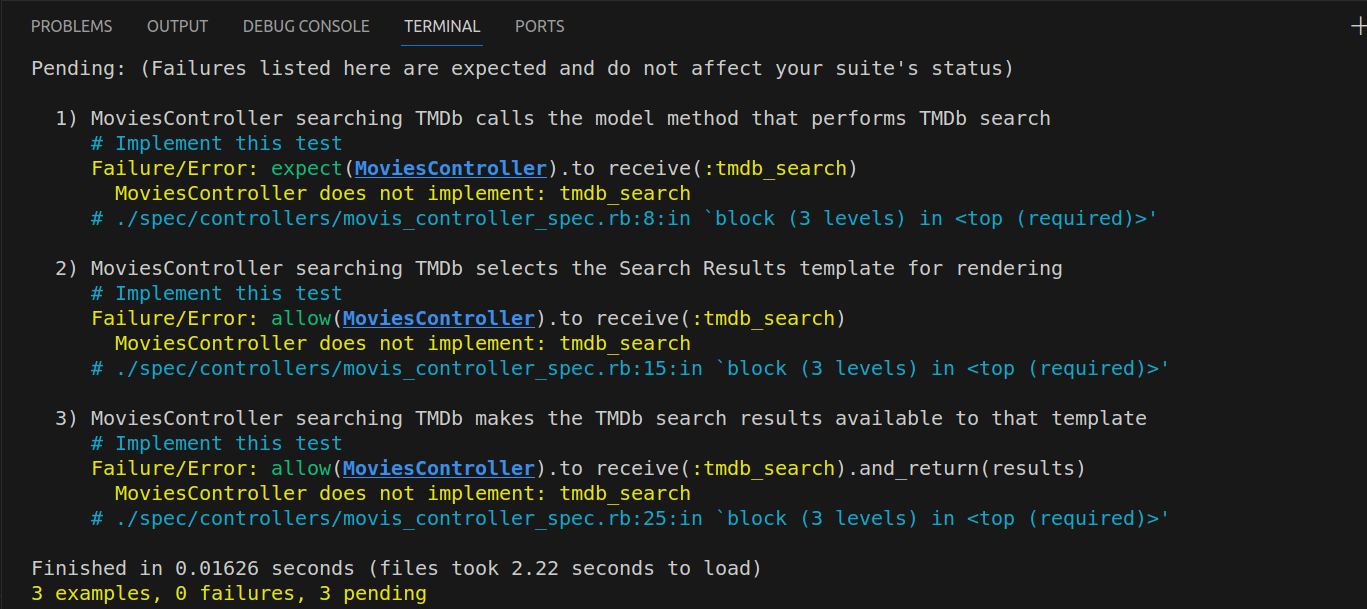 PROBLEMS OUTPUT DEBUG CONSOLE TERMINAL PORTS
Pending: (Failures listed here are expected and do not affect your suite's status)
1) MoviesController searching TMDb calls the model method that performs TMDb search
# Implement this test
Failure/Error: expect(MoviesController).to receive(:tmdb_search)
MoviesController does not implement: tmdb_search
# ./spec/controllers/movis_controller_spec.rb:8:in `block (3 levels) in <top (required)>'
2) MoviesController searching TMDb selects the Search Results template for rendering
# Implement this test
Failure/Error: allow(MoviesController).to receive(:tmdb_search)
MoviesController does not implement: tmdb_search
# ./spec/controllers/movis_controller_spec.rb:15:in `block (3 levels) in <top (required)>'
3) MoviesController searching TMDb makes the TMDb search results available to that template
# Implement this test
Failure/Error: allow(MoviesController).to receive(:tmdb_search).and_return(results)
MoviesController does not implement: tmdb_search
# ./spec/controllers/movis_controller_spec.rb:25:in `block (3 levels) in <top (required)>'
Finished in 0.01626 seconds (files took 2.22 seconds to load)
3 examples, 0 failures, 3 pending